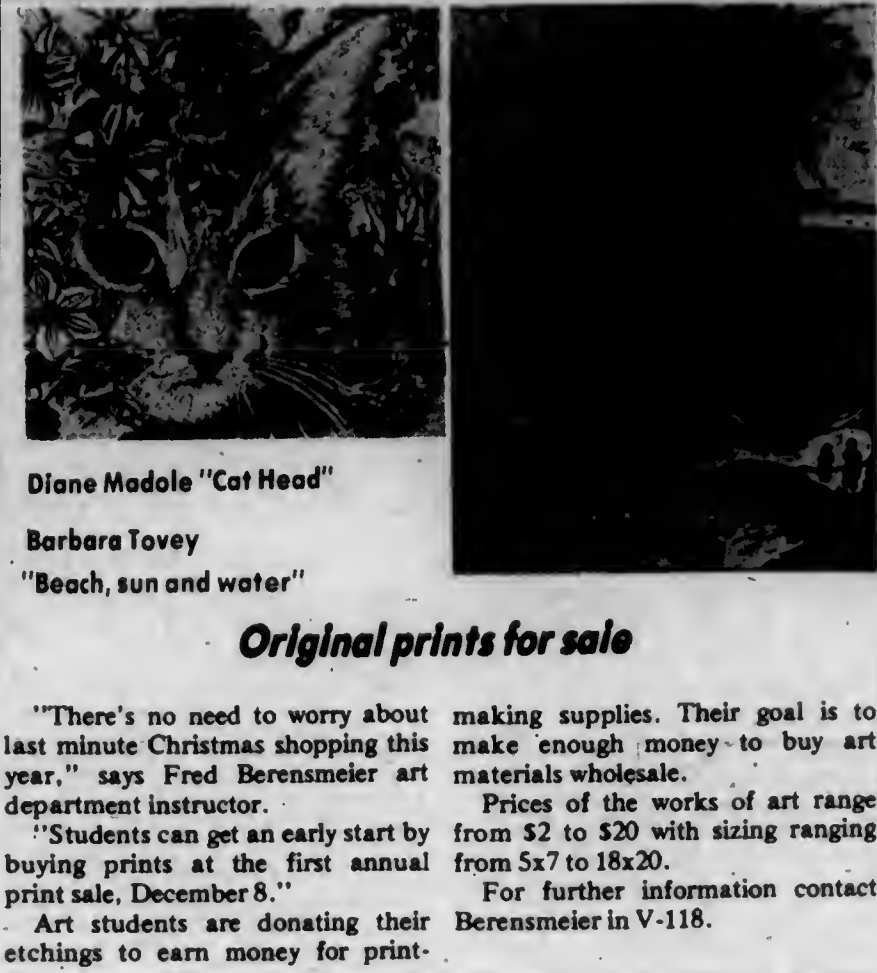 Diane Madole "Cat Head"
Barbara Tovey
"Beach, sun and water"
Original prints for sale
"There's no need to worry about
last minute Christmas shopping this
year," says Fred Berensmeier art
department instructor.
"Students can get an early start by
buying prints at the first annual
print sale, December 8."
Art students are donating their
etchings to earn money for print-
making supplies. Their goal is to
make enough money to buy art
materials wholesale.
Prices of the works of art range
from $2 to $20 with sizing ranging
from 5x7 to 18x20.
For further information contact
Berensmeier in V-118.